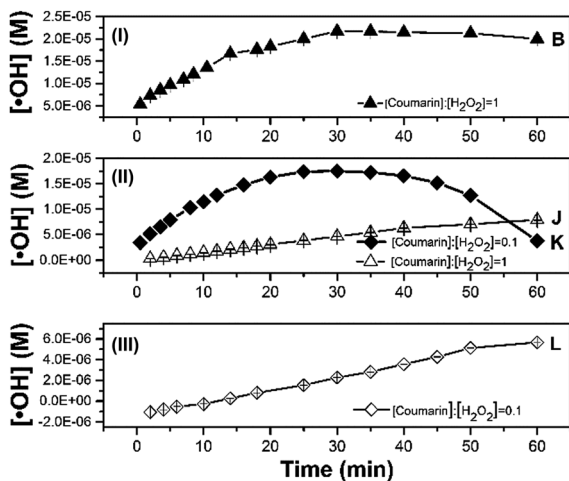 [•OH] (M)
2.5E-05
2.0E-05
1.5E-05
1.0E-05
5.0E-06
(I)
B
[Coumarin]:[H₂O₂]=1
0 10 20 30 40 50 60
[•OH] (M)
2.0E-05
1.5E-05
1.0E-05
5.0E-06
0.0E+00
(II)
J
K
[Coumarin]:[H₂O₂]=0.1
[Coumarin]:[H₂O₂]=1
0 10 20 30 40 50 60
[•OH] (M)
6.0E-06
4.0E-06
2.0E-06
0.0E+00
-2.0E-06
(III)
L
[Coumarin]:[H₂O₂]=0.1
0 10 20 30 40 50 60
Time (min)